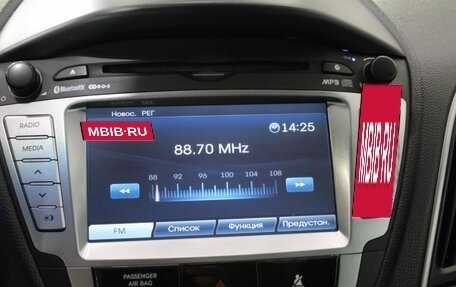 Bluetooth
R·D·S
MP3
RADIO
MEDIA
Новос. РЕГ
14:25
MBIB·RU
88.70 MHz
88 92 96 100 104 108
FM
Список
Функция
Предустан.
MBIB·RU
PASSENGER
AIR BAG